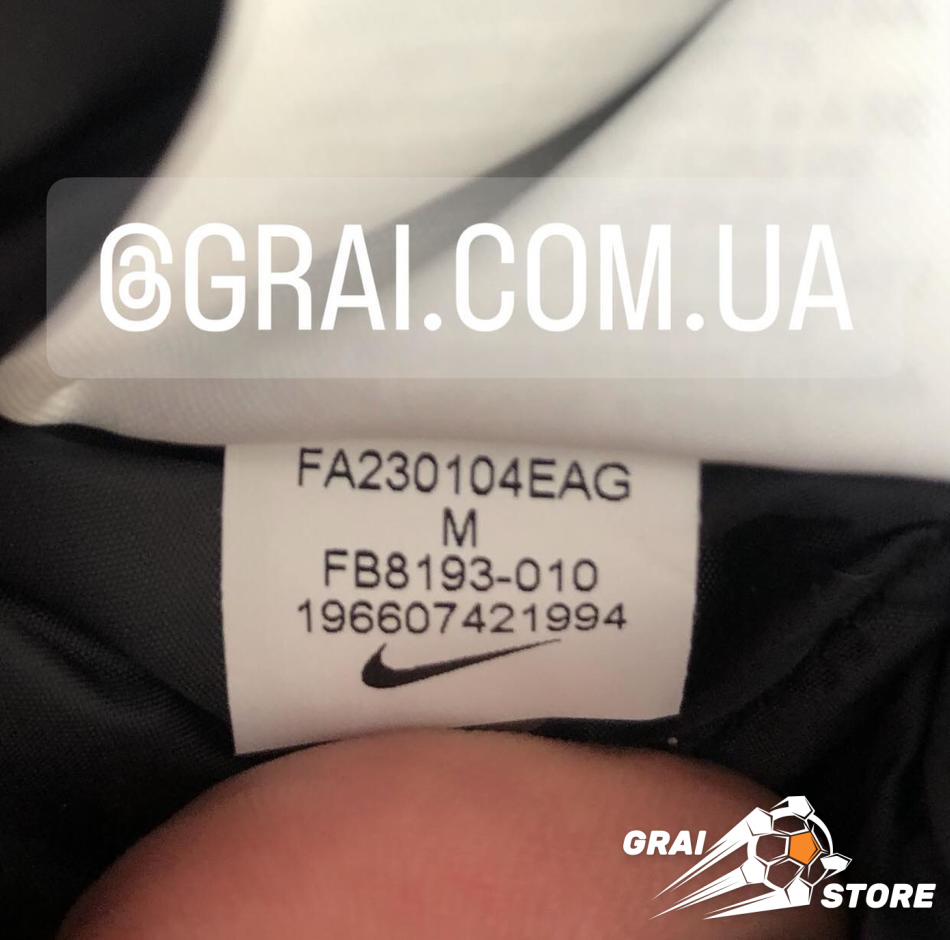 @GRAI.COM.UA
FA230104EAG
M
FB8193-010
196607421994
GRAI
STORE